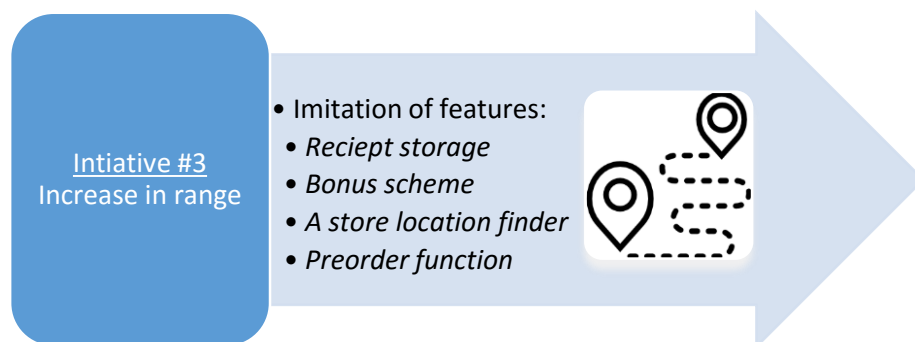 Intiative #3
Increase in range
• Imitation of features:
• Reciept storage
• Bonus scheme
• A store location finder
• Preorder function